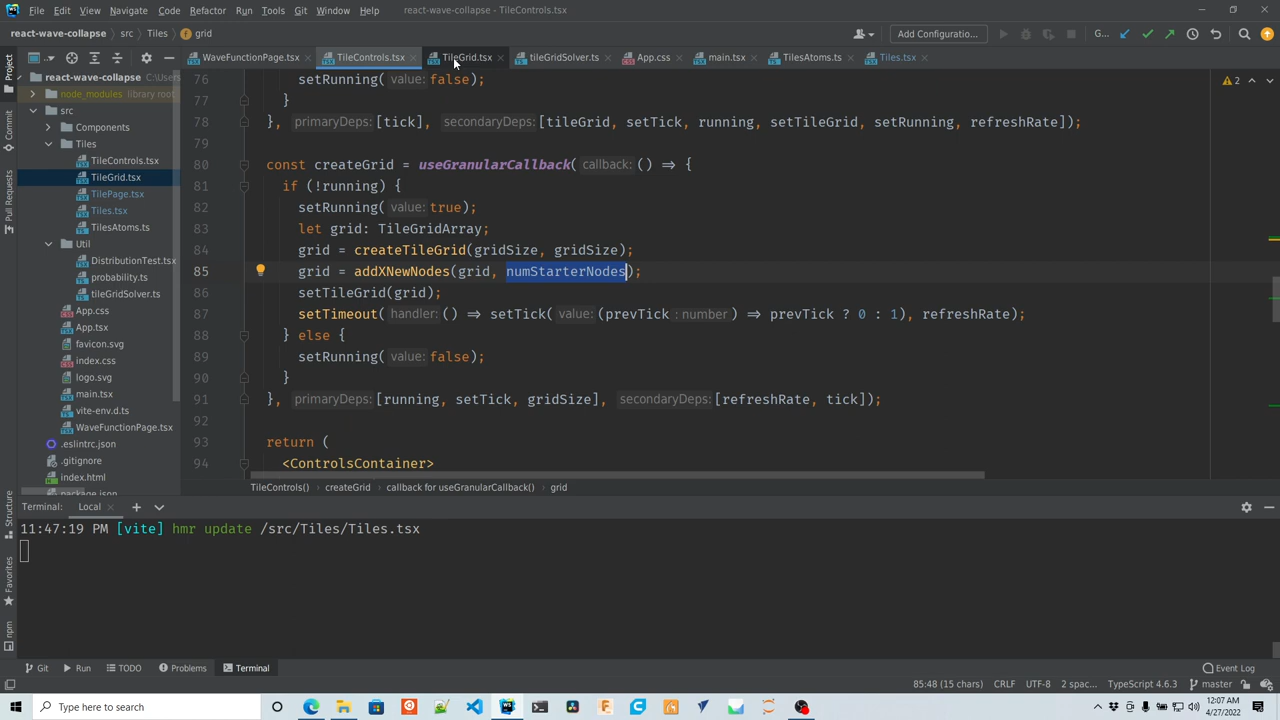 File Edit View Navigate Code Refactor Run Tools Git Window Help react-wave-collapse - TileControls.tsx
react-wave-collapse src Tiles grid Add Configuratio... G...
WaveFunctionPage.tsx TileControls.tsx TileGrid.tsx tileGridSolver.ts App.css main.tsx TilesAtoms.ts Tiles.tsx
Project
Commit
Pull Requests
Structure
Favorites
npm
react-wave-collapse C:\Users
node_modules library root
src
Components
Tiles
TileControls.tsx
TileGrid.tsx
TilePage.tsx
Tiles.tsx
TilesAtoms.ts
Util
DistributionTest.tsx
probability.ts
tileGridSolver.ts
App.css
App.tsx
favicon.svg
index.css
logo.svg
main.tsx
vite-env.d.ts
WaveFunctionPage.tsx
.eslintrc.json
.gitignore
index.html
package.json
2
76 setRunning( value: false);
77 }
78 }, primaryDeps: [tick], secondaryDeps: [tileGrid, setTick, running, setTileGrid, setRunning, refreshRate]);
79
80 const createGrid = useGranularCallback( callback: () => {
81 if (!running) {
82 setRunning( value: true);
83 let grid: TileGridArray;
84 grid = createTileGrid(gridSize, gridSize);
85 grid = addXNewNodes(grid, numStarterNodes);
86 setTileGrid(grid);
87 setTimeout( handler: () => setTick( value: (prevTick : number ) => prevTick ? 0 : 1), refreshRate);
88 } else {
89 setRunning( value: false);
90 }
91 }, primaryDeps: [running, setTick, gridSize], secondaryDeps: [refreshRate, tick]);
92
93 return (
94 <ControlsContainer>
TileControls() createGrid callback for useGranularCallback() grid
Terminal: Local
11:47:19 PM [vite] hmr update /src/Tiles/Tiles.tsx
Git Run TODO Problems Terminal Event Log
85:48 (15 chars) CRLF UTF-8 2 spac... TypeScript 4.6.3 master
Type here to search
12:07 AM
4/27/2022